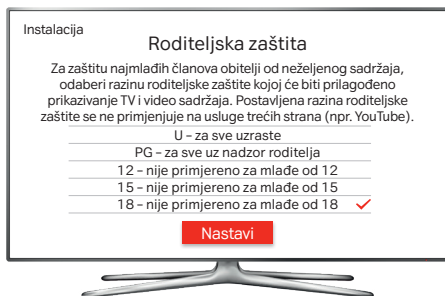 Instalacija
Roditeljska zaštita
Za zaštitu najmlađih članova obitelji od neželjenog sadržaja,
odaberi razinu roditeljske zaštite kojoj će biti prilagođeno
prikazivanje TV i video sadržaja. Postavljena razina roditeljske
zaštite se ne primjenjuje na usluge trećih strana (npr. YouTube).
U – za sve uzraste
PG – za sve uz nadzor roditelja
12 – nije primjereno za mlađe od 12
15 – nije primjereno za mlađe od 15
18 – nije primjereno za mlađe od 18
Nastavi